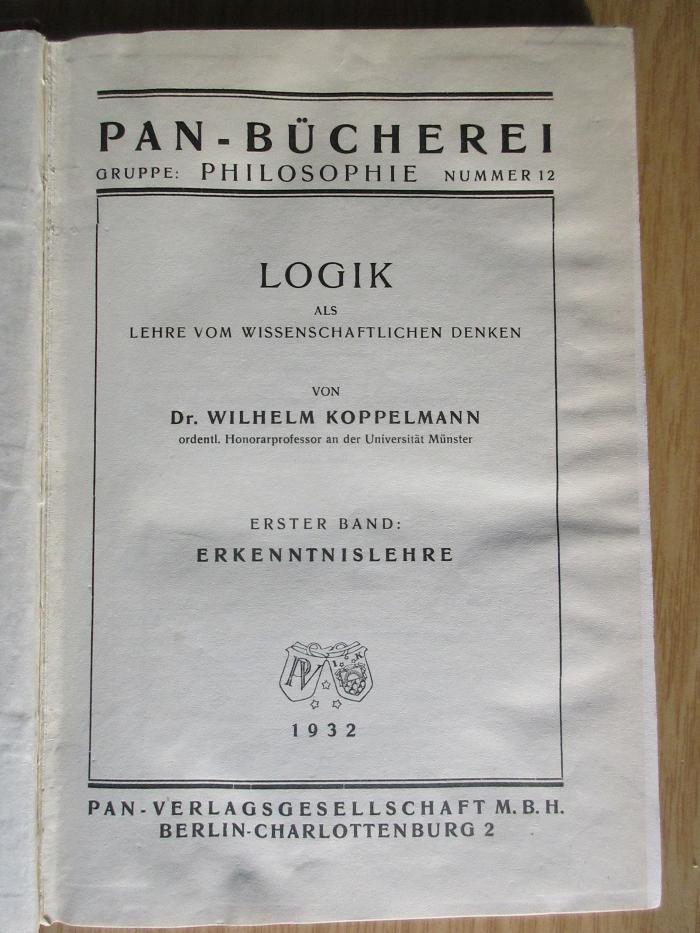 PAN-BÜCHEREI
GRUPPE: PHILOSOPHIE NUMMER 12
LOGIK
ALS
LEHRE VOM WISSENSCHAFTLICHEN DENKEN
VON
Dr. WILHELM KOPPELMANN
ordentl. Honorarprofessor an der Universität Münster
ERSTER BAND:
ERKENNTNISLEHRE
PV
1932
PAN-VERLAGSGESELLSCHAFT M.B.H.
BERLIN-CHARLOTTENBURG 2